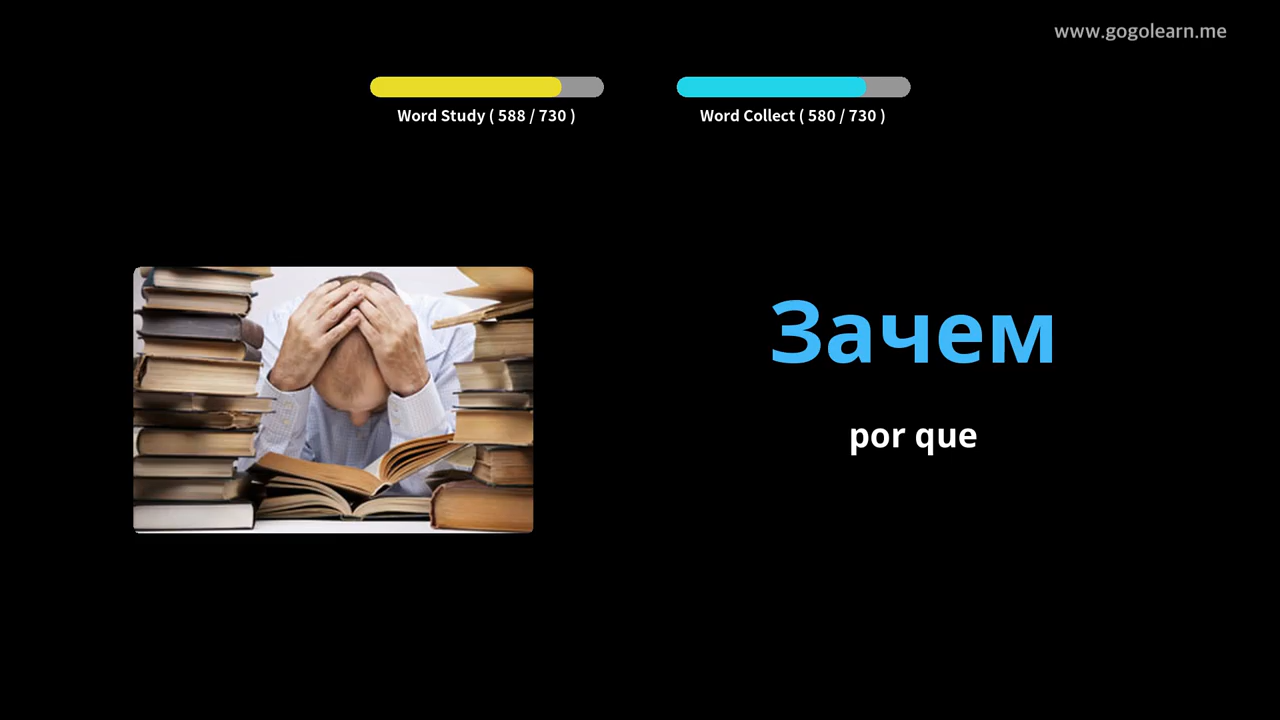 www.gogolearn.me
Word Study ( 588 / 730 )
Word Collect ( 580 / 730 )
Зачем
por que